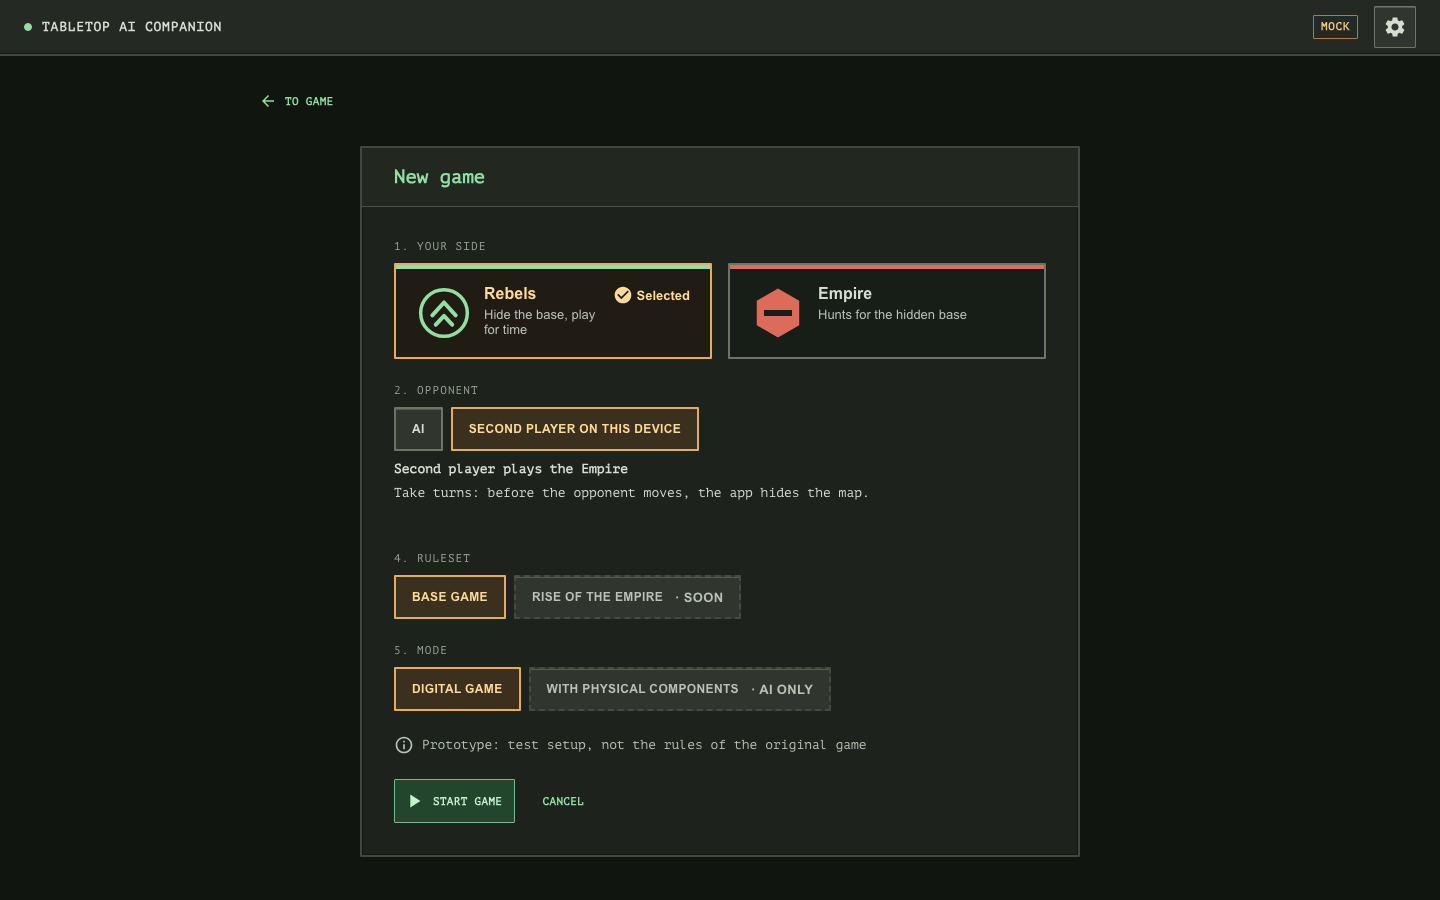 TABLETOP AI COMPANION
MOCK
TO GAME
New game
1. YOUR SIDE
Rebels
Selected
Hide the base, play
for time
Empire
Hunts for the hidden base
2. OPPONENT
AI
SECOND PLAYER ON THIS DEVICE
Second player plays the Empire
Take turns: before the opponent moves, the app hides the map.
4. RULESET
BASE GAME
RISE OF THE EMPIRE · SOON
5. MODE
DIGITAL GAME
WITH PHYSICAL COMPONENTS · AI ONLY
Prototype: test setup, not the rules of the original game
START GAME
CANCEL